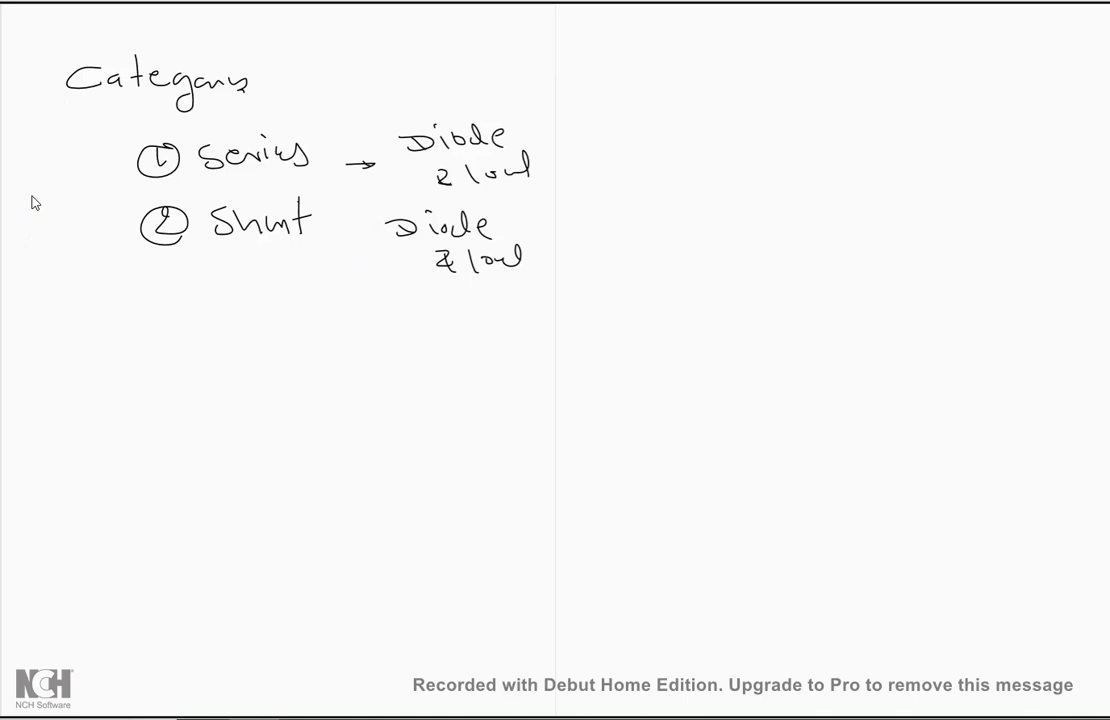 Category
① Series → Diode
& load
② Shunt Diode
& load
NCH
NCH Software
Recorded with Debut Home Edition. Upgrade to Pro to remove this message